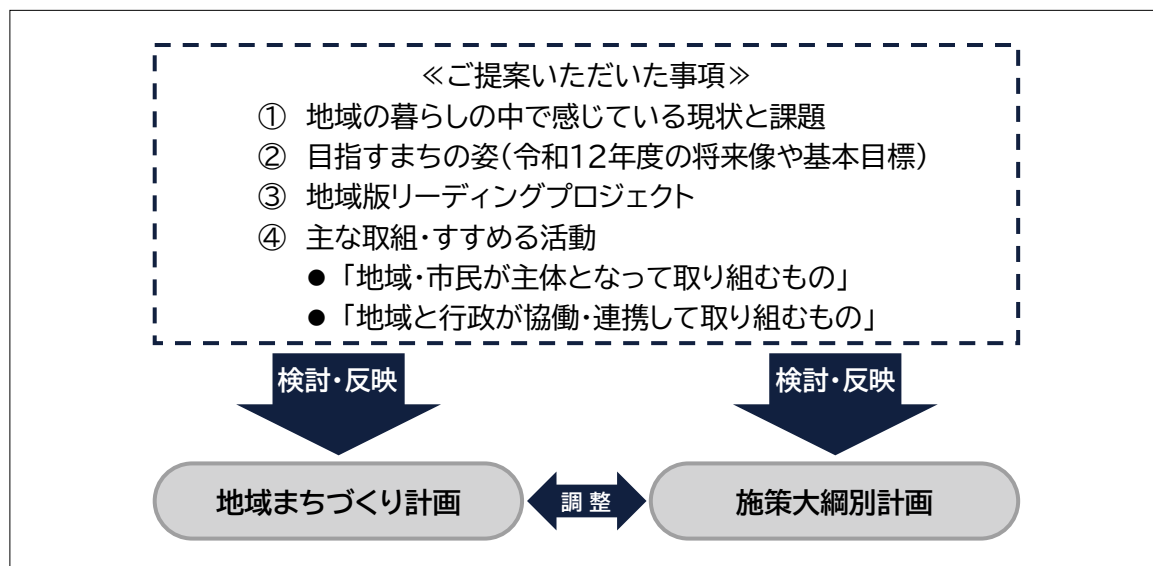 ≪ご提案いただいた事項≫
① 地域の暮らしの中で感じている現状と課題
② 目指すまちの姿(令和12年度の将来像や基本目標)
③ 地域版リーディングプロジェクト
④ 主な取組・すすめる活動
● 「地域・市民が主体となって取り組むもの」
● 「地域と行政が協働・連携して取り組むもの」
検討・反映 検討・反映
地域まちづくり計画 調整 施策大綱別計画